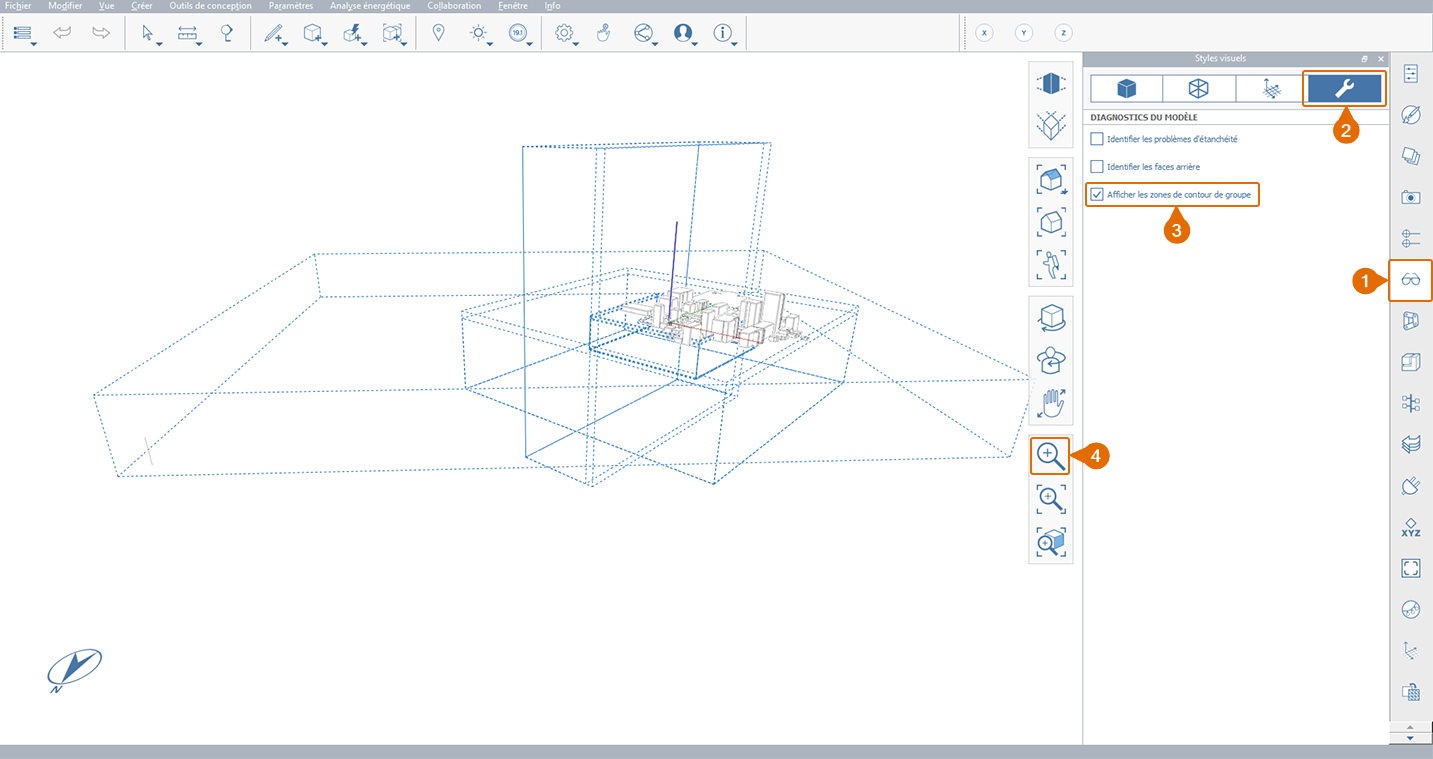 Fichier Modifier Vue Créer Outils de conception Paramètres Analyse énergétique Collaboration Fenêtre Info
19.1
X Y Z
Styles visuels
2
DIAGNOSTICS DU MODÈLE
Identifier les problèmes d'étanchéité
Identifier les faces arrière
Afficher les zones de contour de groupe
3
1
4
XYZ
N